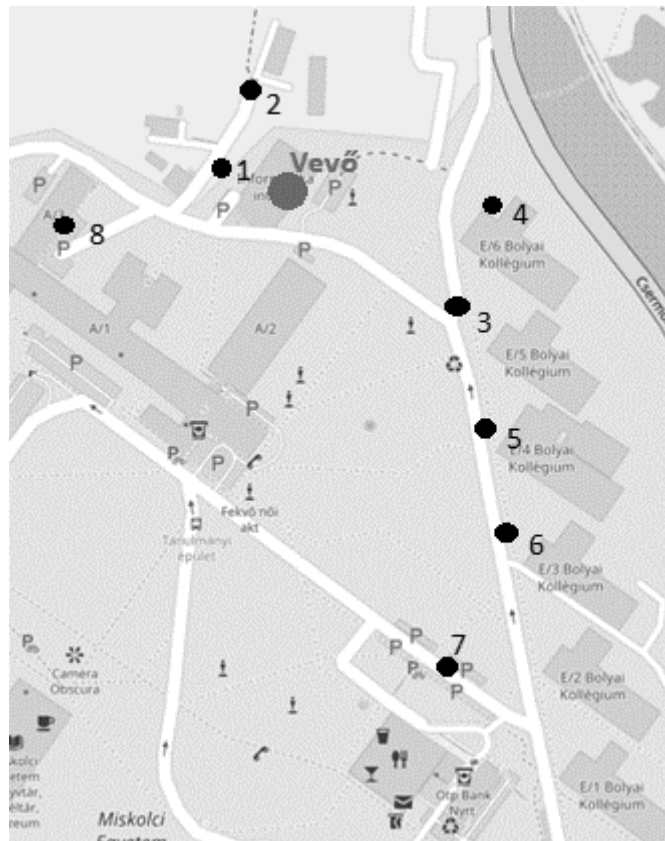 2
1
Vevő
P
P
P
8
P
4
E/6 Bolyai
Kollégium
P
3
A/1
A/2
E/5 Bolyai
Kollégium
P
P
5
E/4 Bolyai
Kollégium
P
P
Fekvő női
akt
Tanulmányi
épület
6
E/3 Bolyai
Kollégium
P
P
P
7
P
P
P
Camera
Obscura
E/2 Bolyai
Kollégium
Otp Bank
Nyrt
E/1 Bolyai
Kollégium
Miskolci
Egyetem